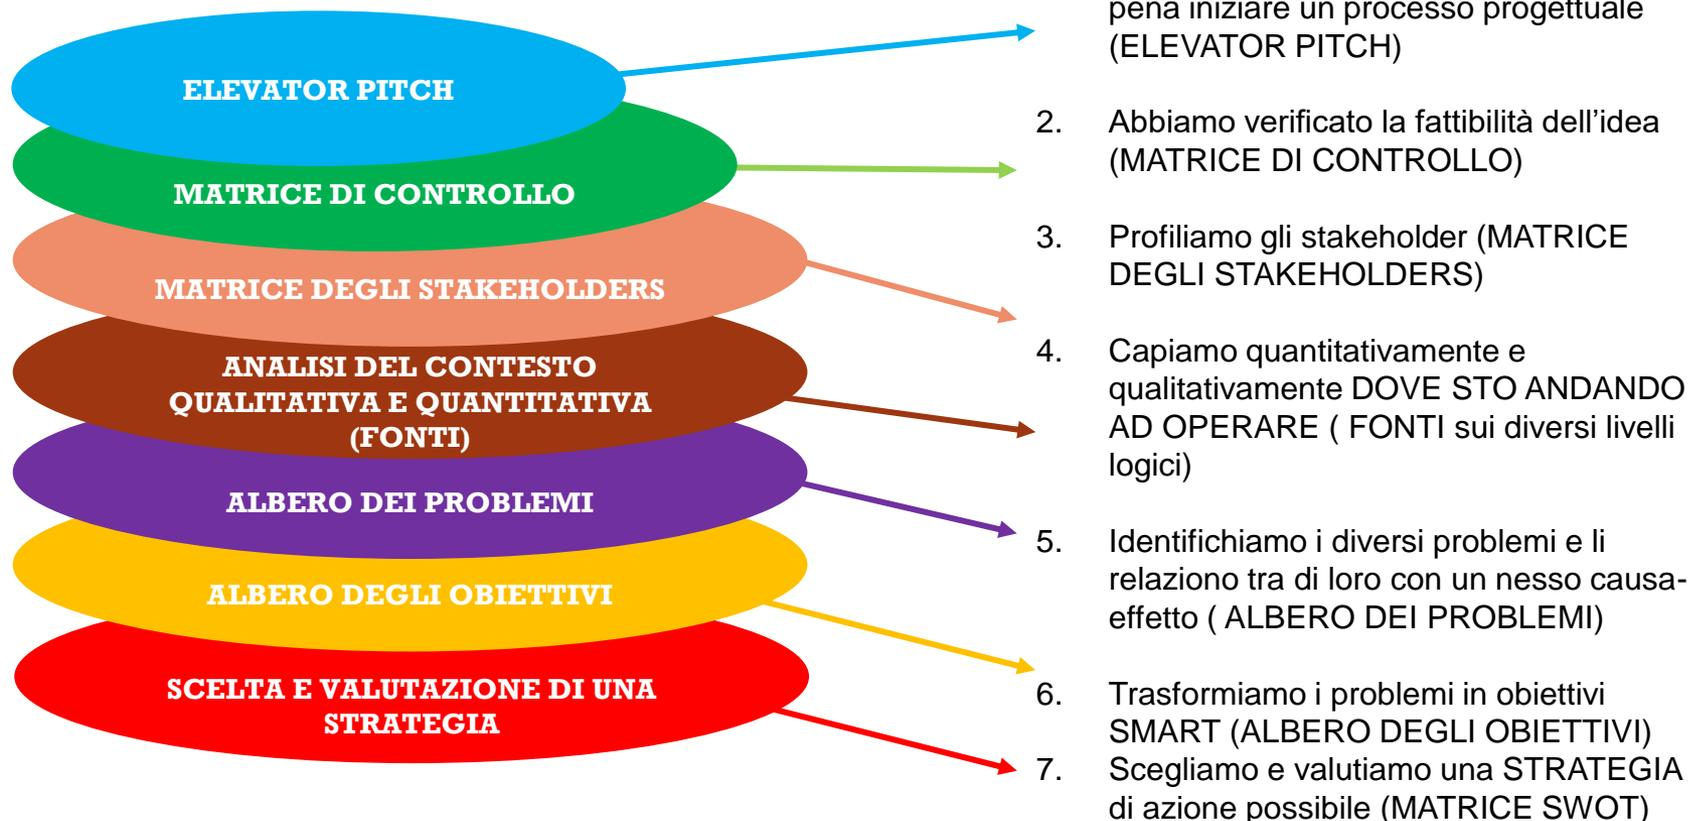 ELEVATOR PITCH
MATRICE DI CONTROLLO
MATRICE DEGLI STAKEHOLDERS
ANALISI DEL CONTESTO
QUALITATIVA E QUANTITATIVA
(FONTI)
ALBERO DEI PROBLEMI
ALBERO DEGLI OBIETTIVI
SCELTA E VALUTAZIONE DI UNA
STRATEGIA
pena iniziare un processo progettuale
(ELEVATOR PITCH)
2. Abbiamo verificato la fattibilità dell’idea
(MATRICE DI CONTROLLO)
3. Profiliamo gli stakeholder (MATRICE
DEGLI STAKEHOLDERS)
4. Capiamo quantitativamente e
qualitativamente DOVE STO ANDANDO
AD OPERARE ( FONTI sui diversi livelli
logici)
5. Identifichiamo i diversi problemi e li
relaziono tra di loro con un nesso causa-
effetto ( ALBERO DEI PROBLEMI)
6. Trasformiamo i problemi in obiettivi
SMART (ALBERO DEGLI OBIETTIVI)
7. Scegliamo e valutiamo una STRATEGIA
di azione possibile (MATRICE SWOT)